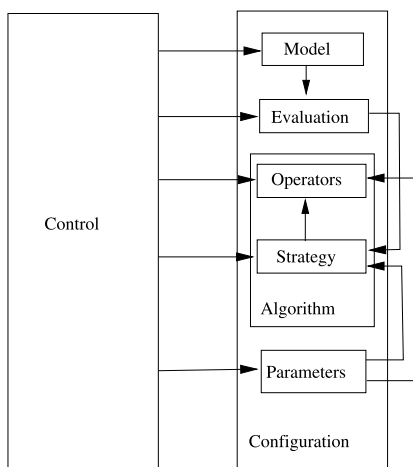 Model
Evaluation
Operators
Control
Strategy
Algorithm
Parameters
Configuration